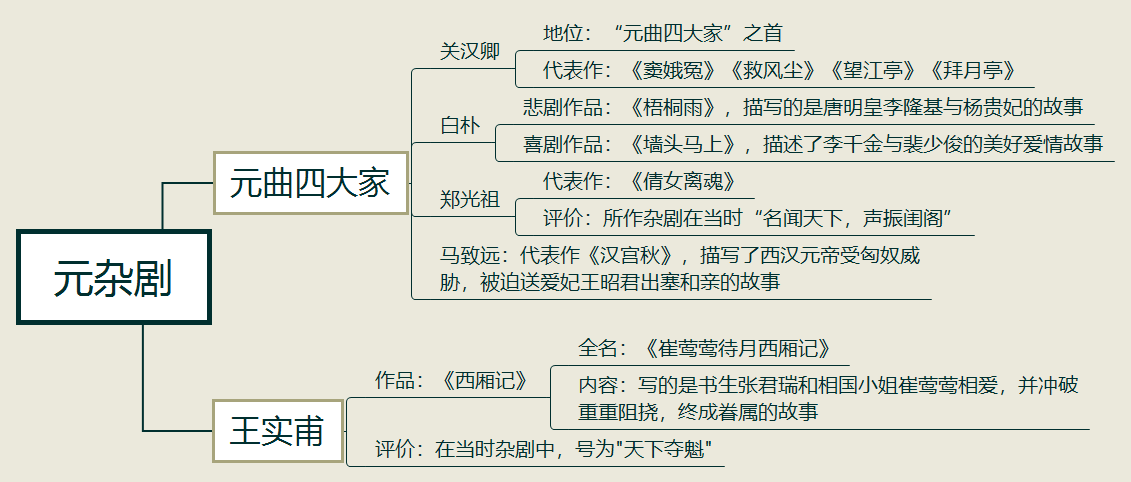 元杂剧
元曲四大家
关汉卿
地位：“元曲四大家”之首
代表作：《窦娥冤》《救风尘》《望江亭》《拜月亭》
白朴
悲剧作品：《梧桐雨》，描写的是唐明皇李隆基与杨贵妃的故事
喜剧作品：《墙头马上》，描述了李千金与裴少俊的美好爱情故事
郑光祖
代表作：《倩女离魂》
评价：所作杂剧在当时“名闻天下，声振闺阁”
马致远：代表作《汉宫秋》，描写了西汉元帝受匈奴威
胁，被迫送爱妃王昭君出塞和亲的故事
王实甫
作品：《西厢记》
全名：《崔莺莺待月西厢记》
内容：写的是书生张君瑞和相国小姐崔莺莺相爱，并冲破
重重阻挠，终成眷属的故事
评价：在当时杂剧中，号为"天下夺魁"